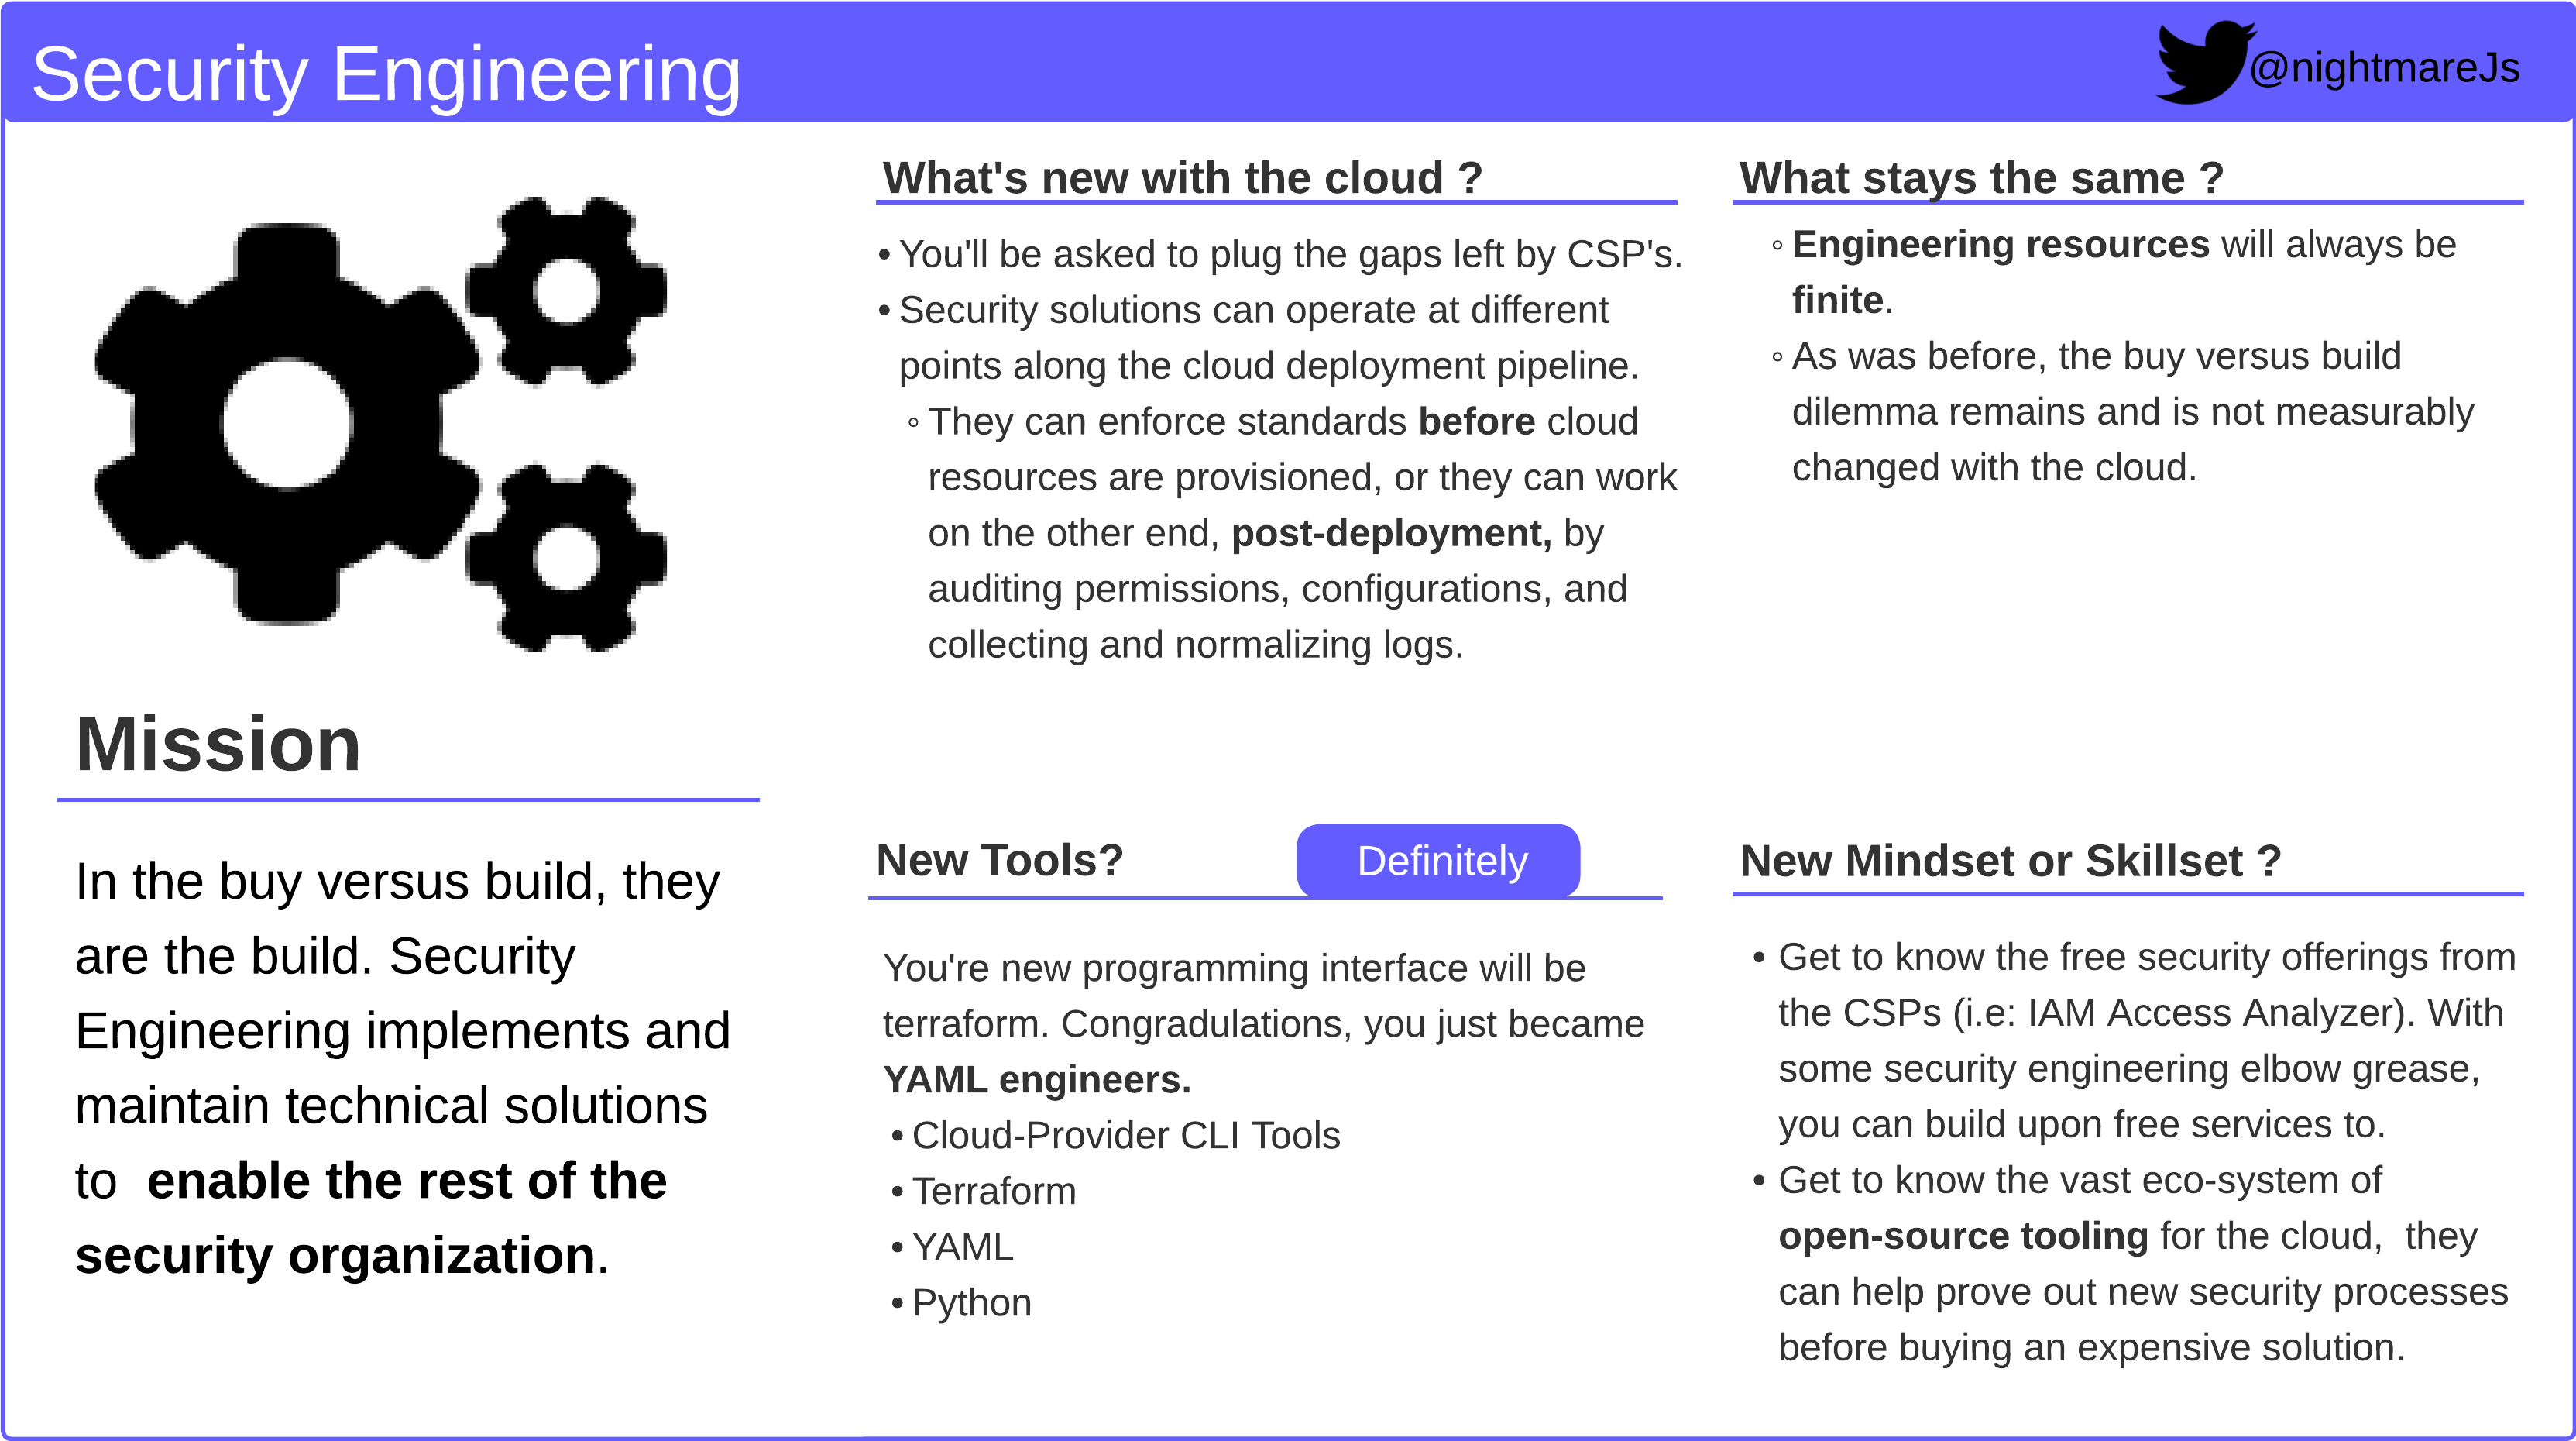 Security Engineering
@nightmareJs
Mission
In the buy versus build, they
are the build. Security
Engineering implements and
maintain technical solutions
to  enable the rest of the
security organization.
What's new with the cloud ?
• You'll be asked to plug the gaps left by CSP's.
• Security solutions can operate at different
points along the cloud deployment pipeline.
◦ They can enforce standards before cloud
resources are provisioned, or they can work
on the other end, post-deployment, by
auditing permissions, configurations, and
collecting and normalizing logs.
What stays the same ?
◦ Engineering resources will always be
finite.
◦ As was before, the buy versus build
dilemma remains and is not measurably
changed with the cloud.
New Tools?
Definitely
You're new programming interface will be
terraform. Congradulations, you just became
YAML engineers.
• Cloud-Provider CLI Tools
• Terraform
• YAML
• Python
New Mindset or Skillset ?
• Get to know the free security offerings from
the CSPs (i.e: IAM Access Analyzer). With
some security engineering elbow grease,
you can build upon free services to.
• Get to know the vast eco-system of
open-source tooling for the cloud,  they
can help prove out new security processes
before buying an expensive solution.